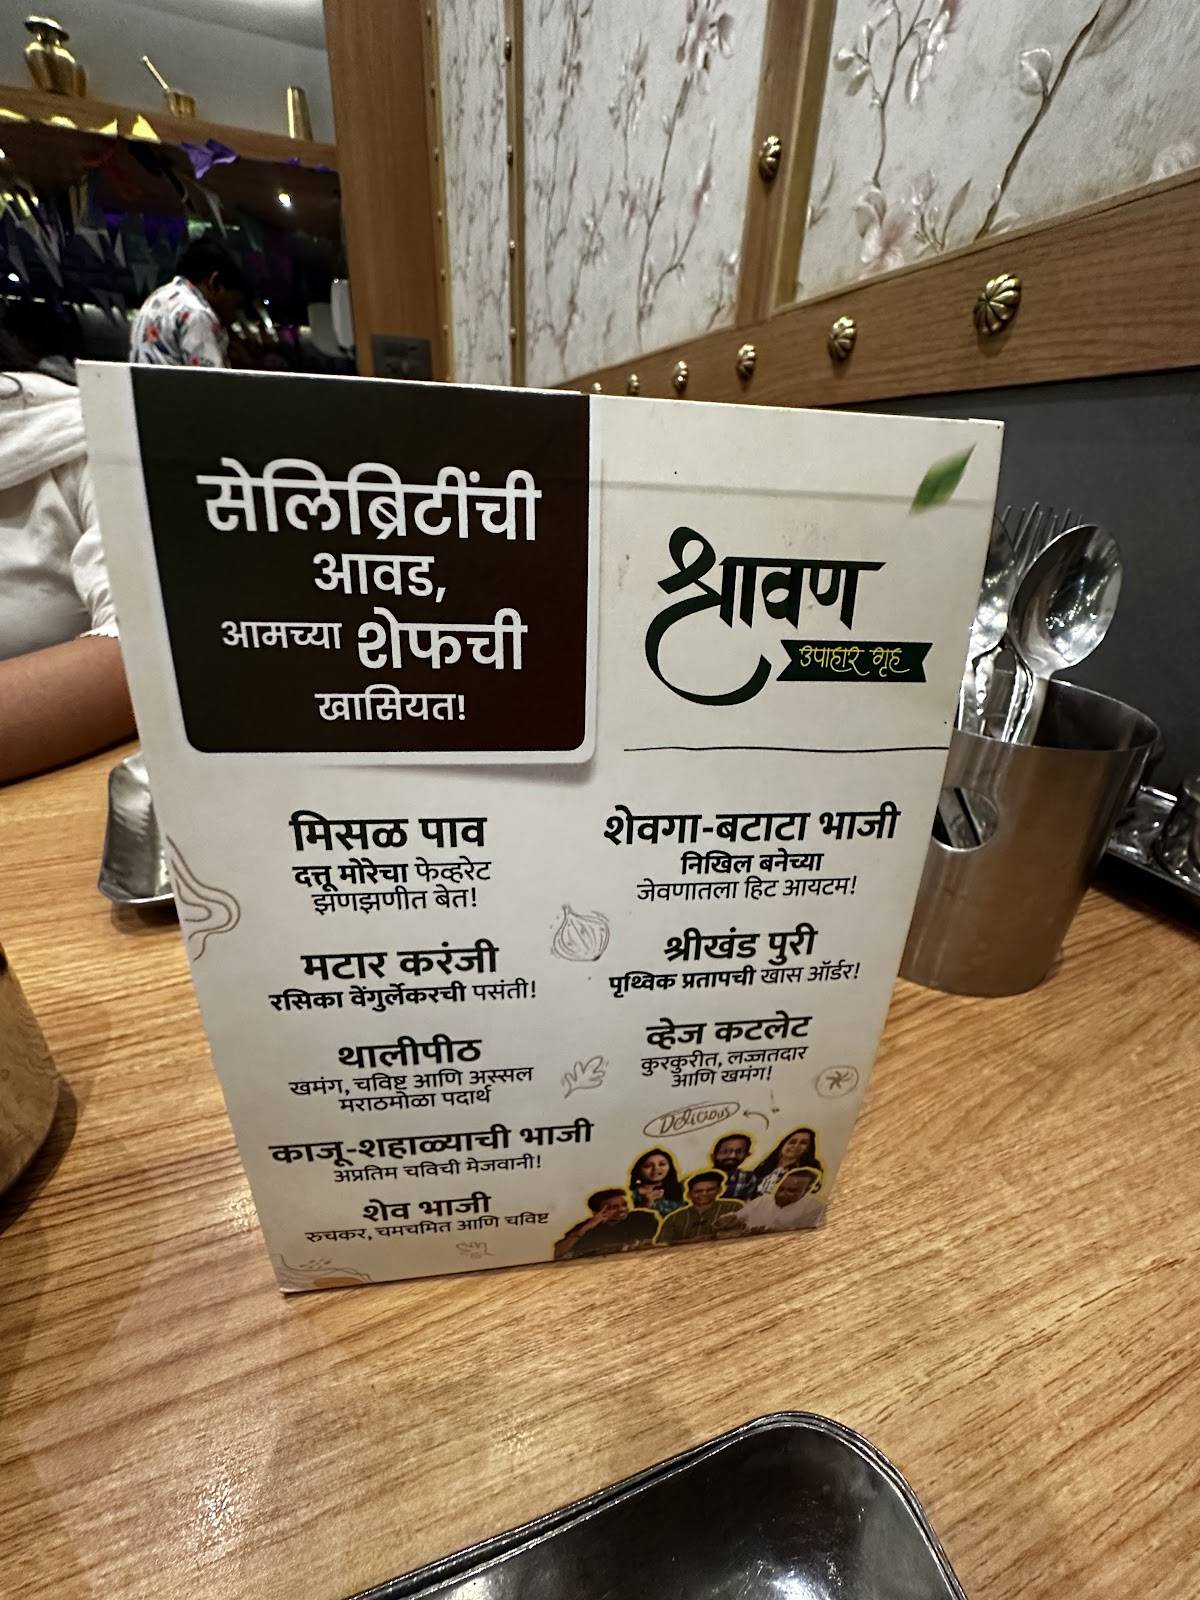 सेलिब्रिटींची
आवड,
आमच्या शेफची
खासियत!
श्रावण
उपाहार गृह
मिसळ पाव
दत्तू मोरेचा फेव्हरेट
झणझणीत बेत!
मटार करंजी
रसिका वेंगुर्लेकरची पसंती!
थालीपीठ
खमंग, चविष्ट आणि अस्सल
मराठमोळा पदार्थ
काजू-शहाळ्याची भाजी
अप्रतिम चविची मेजवानी!
शेव भाजी
रुचकर, चमचमित आणि चविष्ट
शेवगा-बटाटा भाजी
निखिल बनेच्या
जेवणातला हिट आयटम!
श्रीखंड पुरी
पृथ्विक प्रतापची खास ऑर्डर!
व्हेज कटलेट
कुरकुरीत, लज्जतदार
आणि खमंग!
Delicious